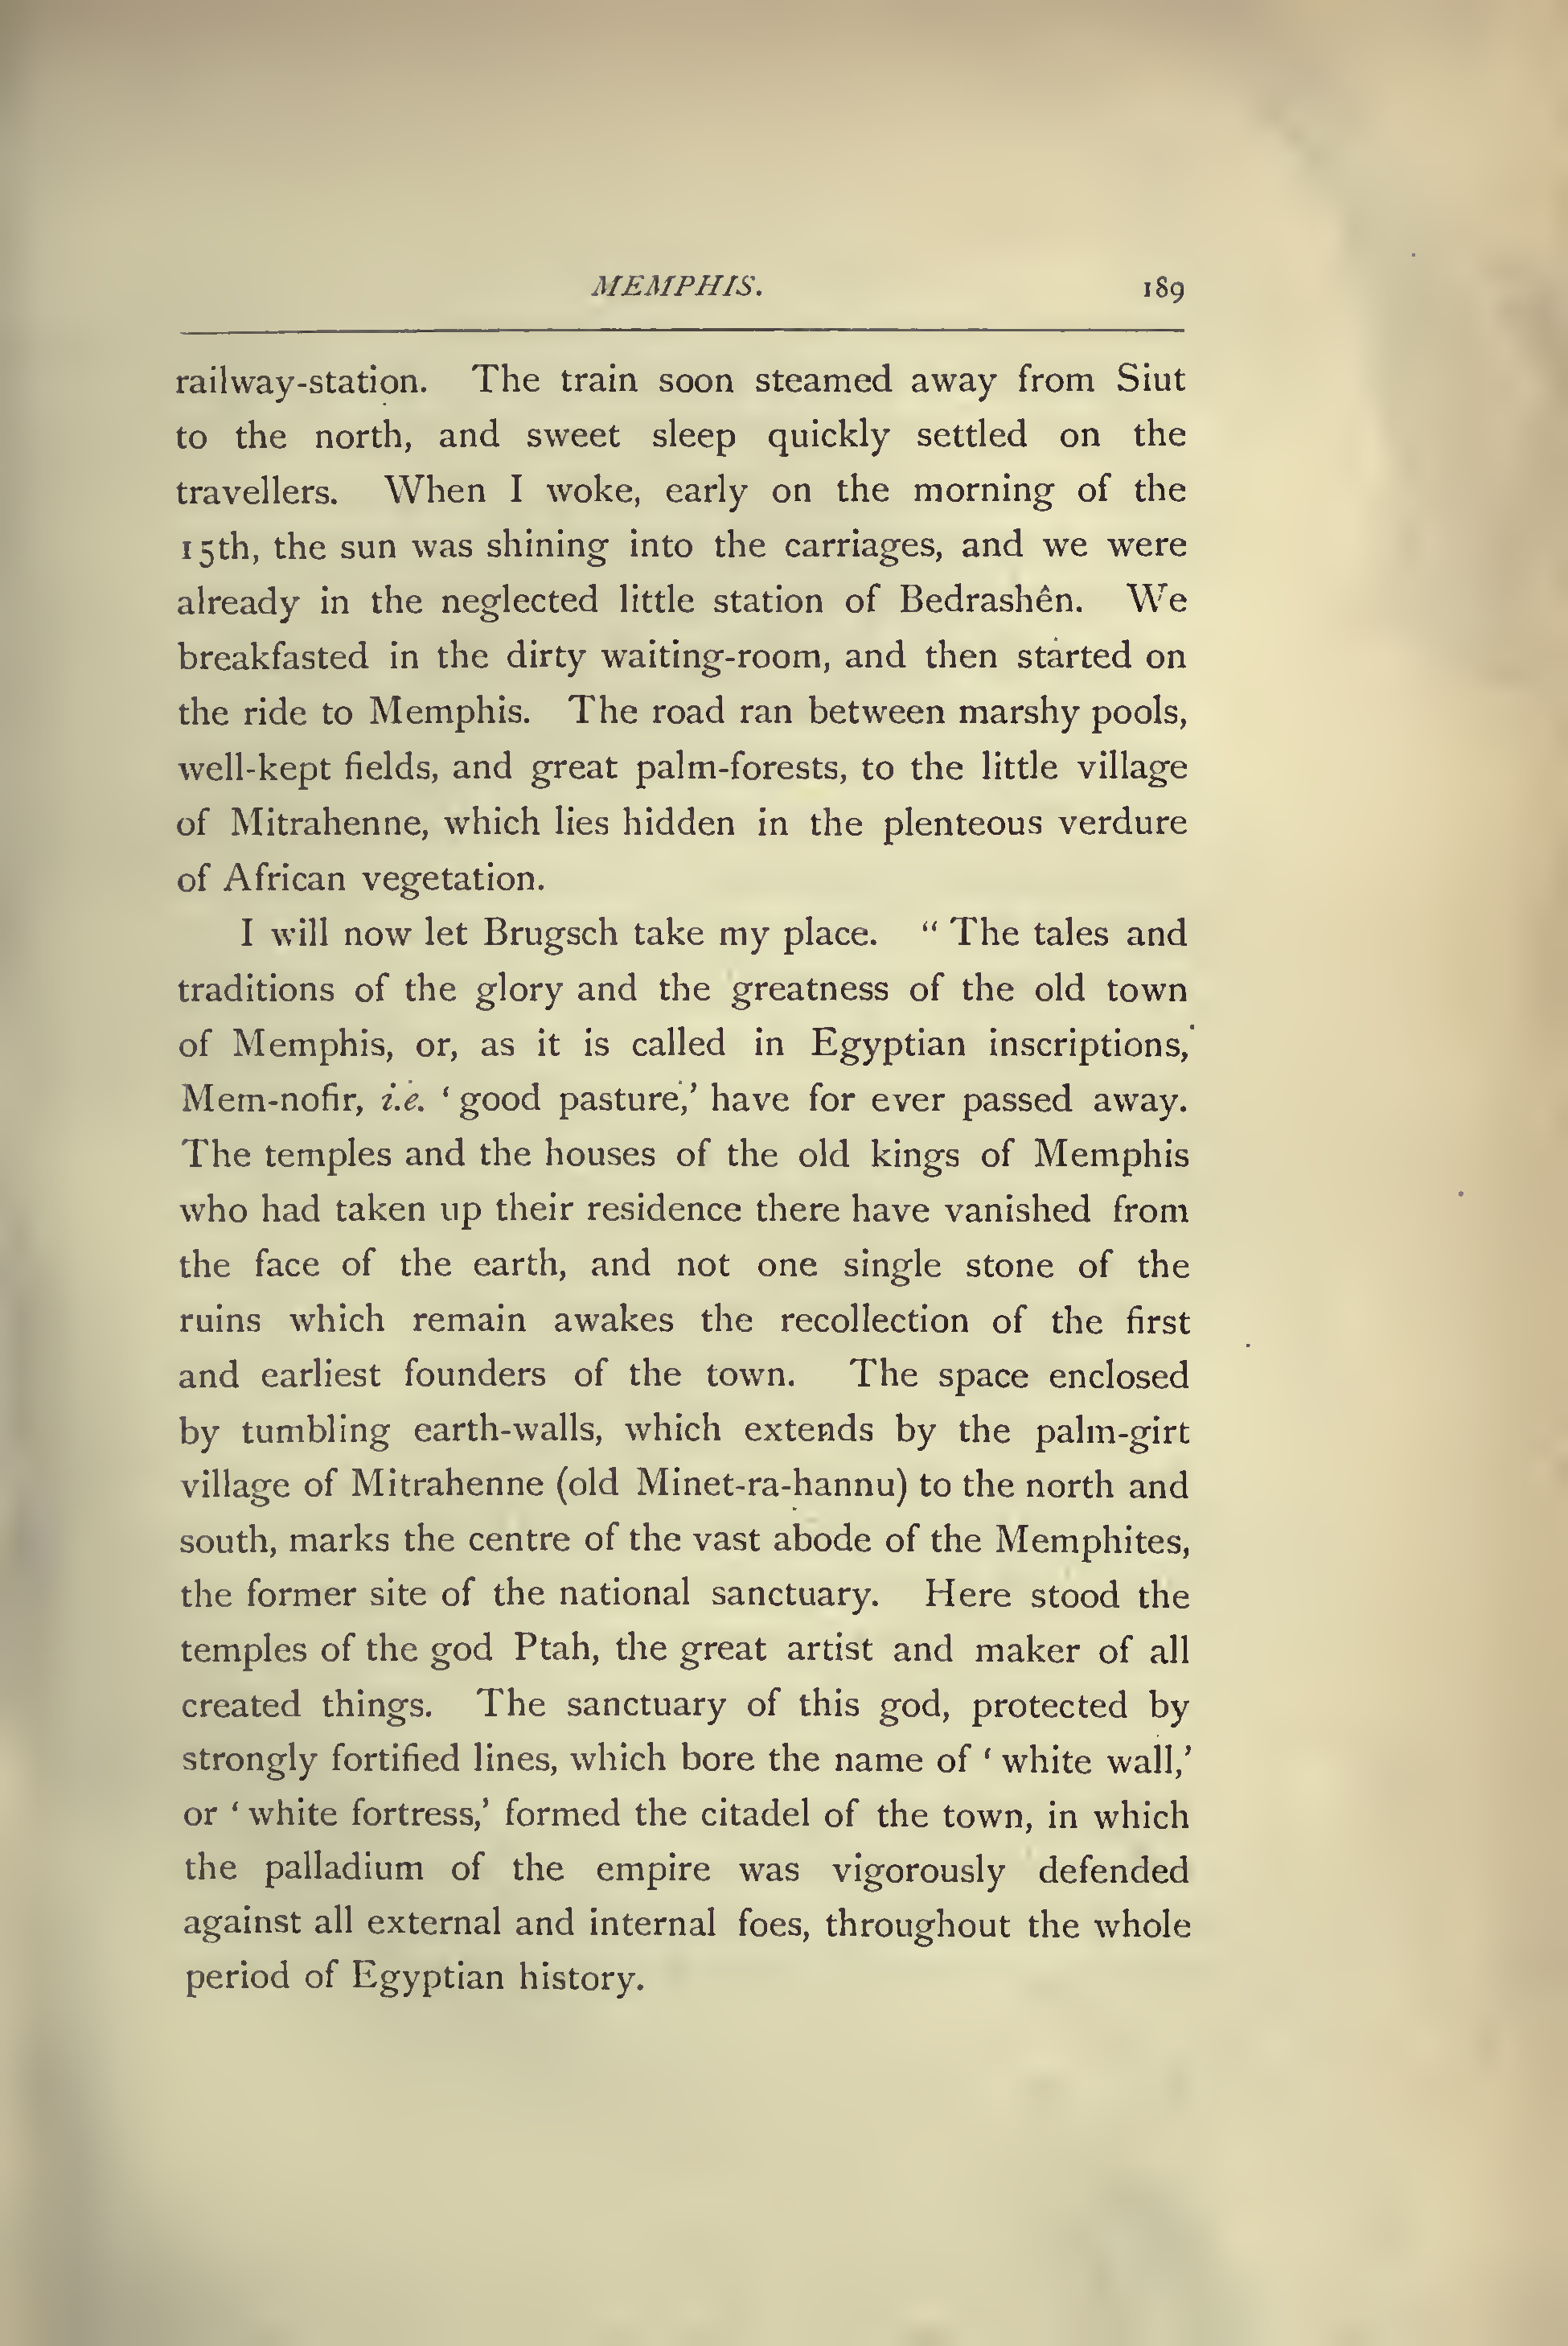 MEMPHIS. 189
railway-station. The train soon steamed away from Siut
to the north, and sweet sleep quickly settled on the
travellers. When I woke, early on the morning of the
15th, the sun was shining into the carriages, and we were
already in the neglected little station of Bedrashên. We
breakfasted in the dirty waiting-room, and then started on
the ride to Memphis. The road ran between marshy pools,
well-kept fields, and great palm-forests, to the little village
of Mitrahenne, which lies hidden in the plenteous verdure
of African vegetation.
I will now let Brugsch take my place. “ The tales and
traditions of the glory and the greatness of the old town
of Memphis, or, as it is called in Egyptian inscriptions,
Mem-nofir, i.e. ‘ good pasture,’ have for ever passed away.
The temples and the houses of the old kings of Memphis
who had taken up their residence there have vanished from
the face of the earth, and not one single stone of the
ruins which remain awakes the recollection of the first
and earliest founders of the town. The space enclosed
by tumbling earth-walls, which extends by the palm-girt
village of Mitrahenne (old Minet-ra-hannu) to the north and
south, marks the centre of the vast abode of the Memphites,
the former site of the national sanctuary. Here stood the
temples of the god Ptah, the great artist and maker of all
created things. The sanctuary of this god, protected by
strongly fortified lines, which bore the name of ‘ white wall,’
or ‘ white fortress,’ formed the citadel of the town, in which
the palladium of the empire was vigorously defended
against all external and internal foes, throughout the whole
period of Egyptian history.